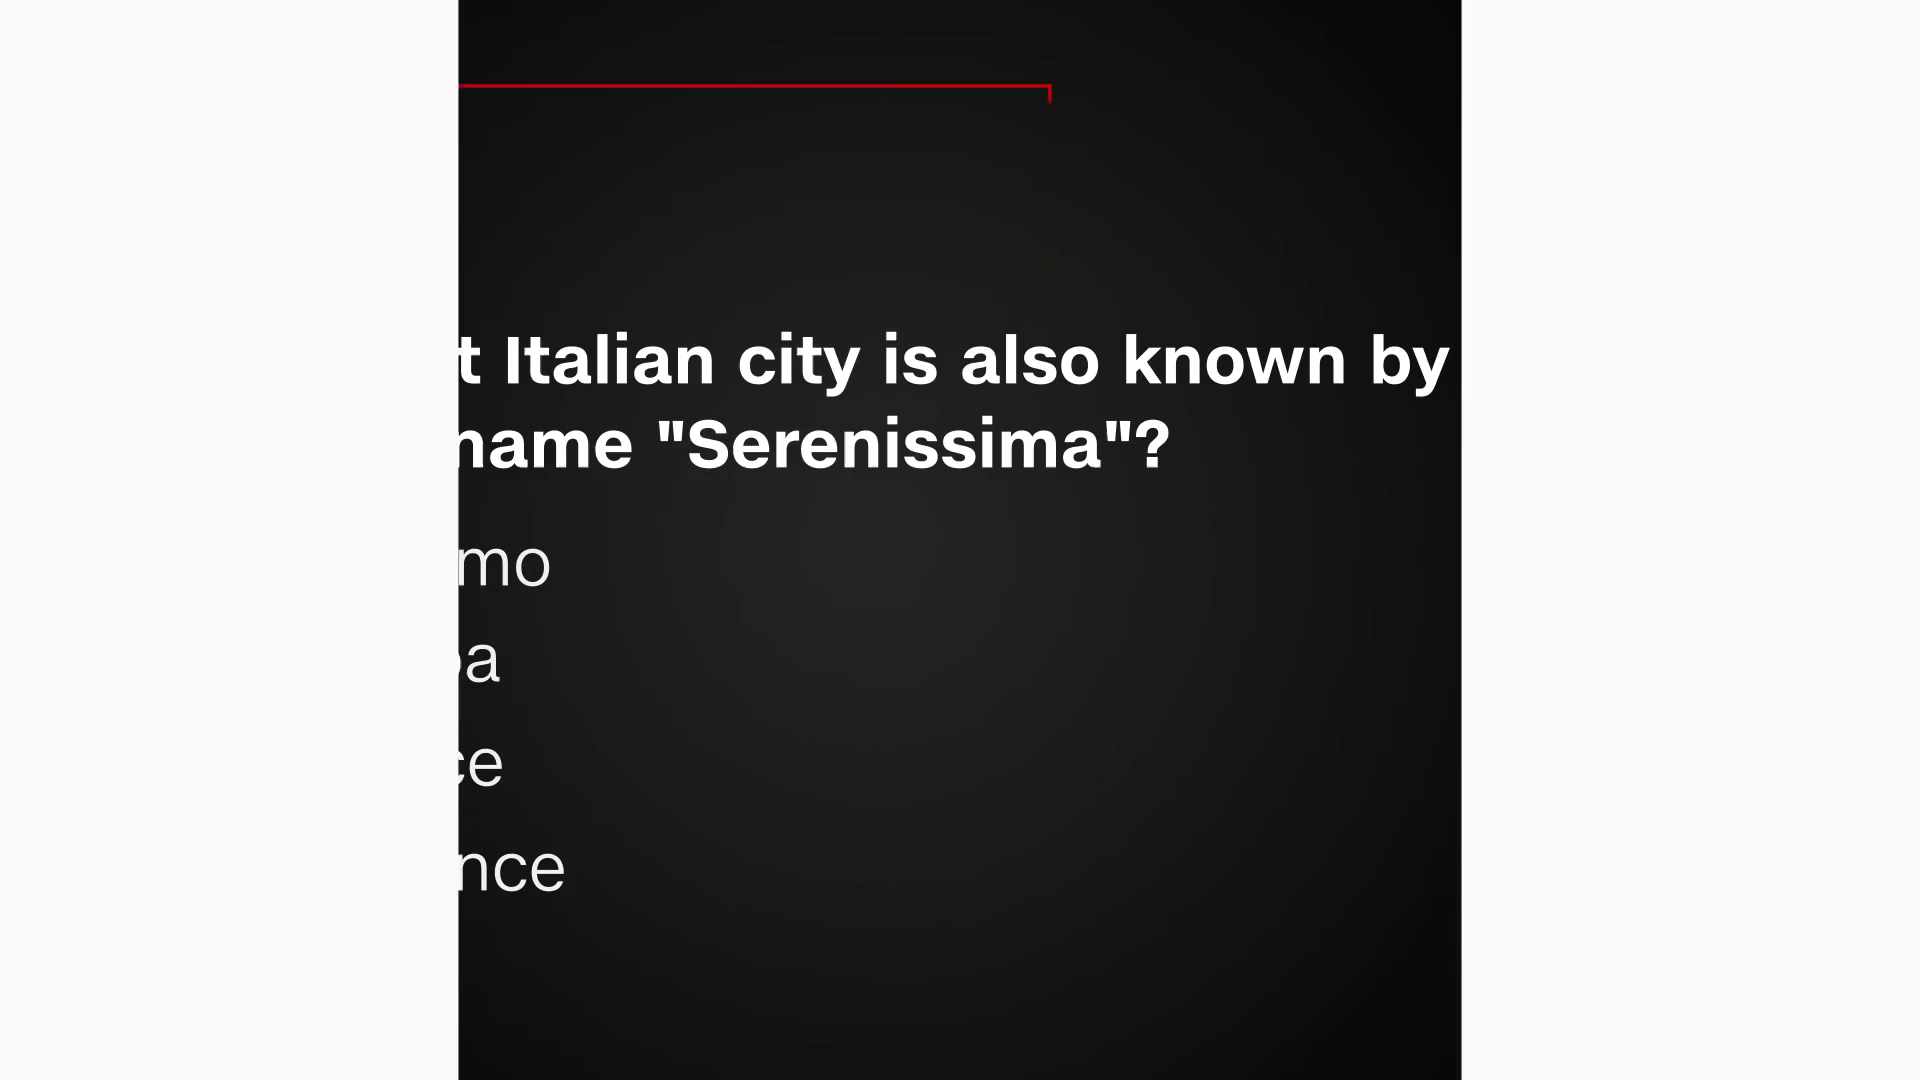 t Italian city is also known by
name "Serenissima"?
mo
a
ce
nce